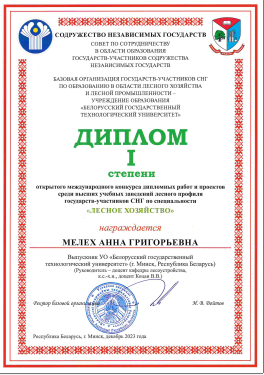 СОДРУЖЕСТВО НЕЗАВИСИМЫХ ГОСУДАРСТВ
СОВЕТ ПО СОТРУДНИЧЕСТВУ
В ОБЛАСТИ ОБРАЗОВАНИЯ
ГОСУДАРСТВ-УЧАСТНИКОВ СОДРУЖЕСТВА
НЕЗАВИСИМЫХ ГОСУДАРСТВ
БАЗОВАЯ ОРГАНИЗАЦИЯ ГОСУДАРСТВ-УЧАСТНИКОВ СНГ
ПО ОБРАЗОВАНИЮ В ОБЛАСТИ ЛЕСНОГО ХОЗЯЙСТВА
И ЛЕСНОЙ ПРОМЫШЛЕННОСТИ –
УЧРЕЖДЕНИЕ ОБРАЗОВАНИЯ
«БЕЛОРУССКИЙ ГОСУДАРСТВЕННЫЙ
ТЕХНОЛОГИЧЕСКИЙ УНИВЕРСИТЕТ»
ДИПЛОМ
I
степени
открытого международного конкурса дипломных работ и проектов
среди высших учебных заведений лесного профиля
государств-участников СНГ по специальности
«ЛЕСНОЕ ХОЗЯЙСТВО»
награждается
МЕЛЕХ АННА ГРИГОРЬЕВНА
Выпускник УО «Белорусский государственный
технологический университет» (г. Минск, Республика Беларусь)
(Руководитель – доцент кафедры лесоустройства,
к.с.-х.н., доцент Коцан В.В.)
Ректор базовой организации И. В. Войтов
Республика Беларусь, г. Минск, декабрь 2023 года